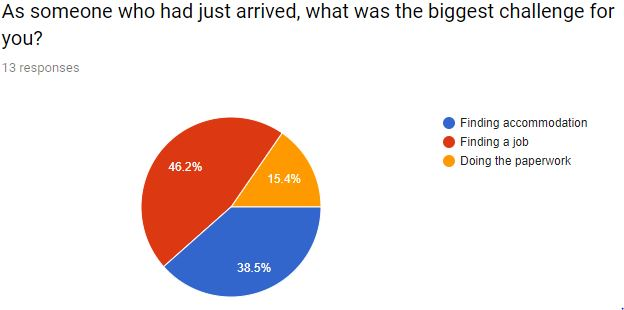 As someone who had just arrived, what was the biggest challenge for
you?
13 responses
Finding accommodation
Finding a job
Doing the paperwork
46.2%
15.4%
38.5%